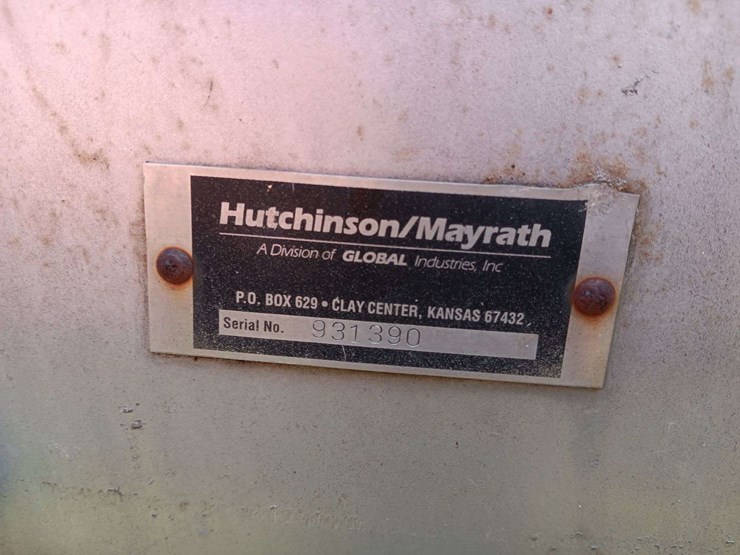 Hutchinson/Mayrath
A Division of GLOBAL Industries, Inc
P.O. BOX 629 • CLAY CENTER, KANSAS 67432
Serial No. 931390